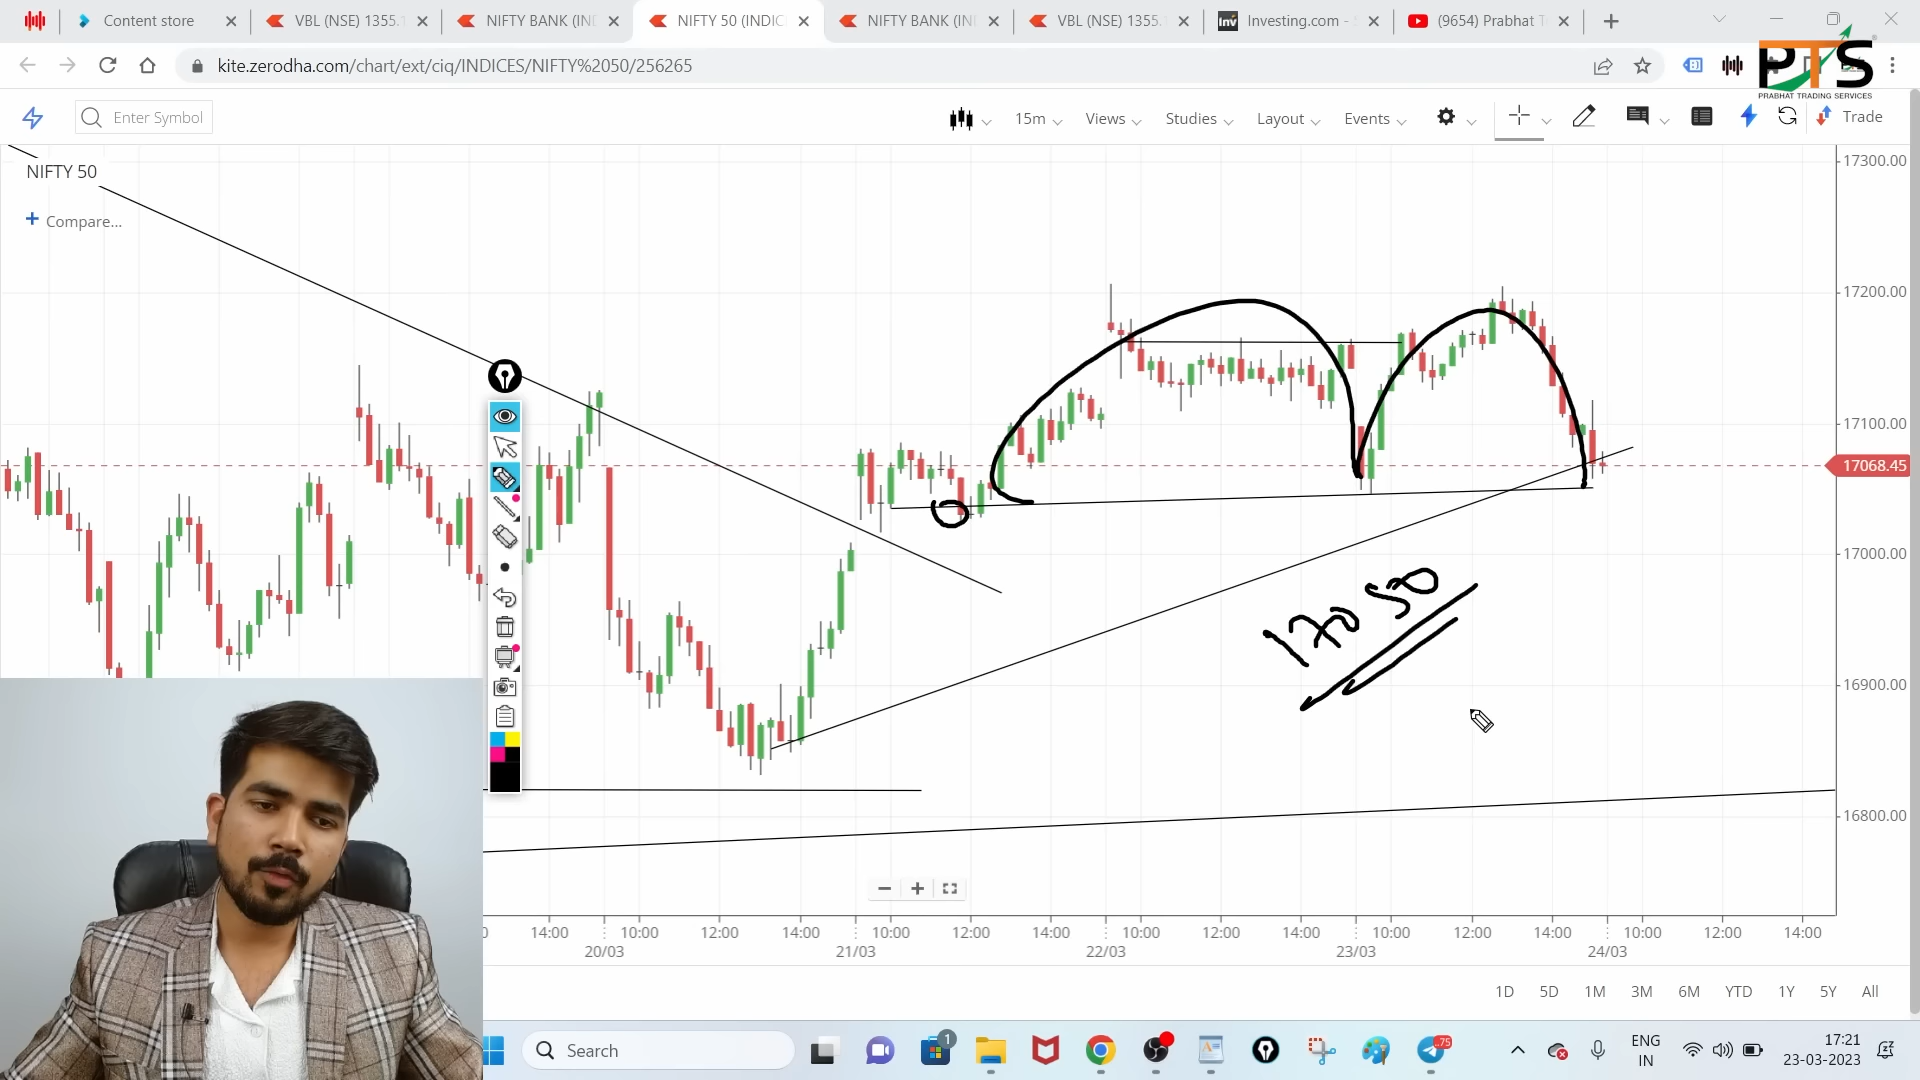 Content store
VBL (NSE) 1355.
NIFTY BANK (IND
NIFTY 50 (INDIC
NIFTY BANK (INI
VBL (NSE) 1355.
Investing.com -
(9654) Prabhat T
kite.zerodha.com/chart/ext/ciq/INDICES/NIFTY%2050/256265
PTS
PRABHAT TRADING SERVICES
Enter Symbol
15m
Views
Studies
Layout
Events
Trade
NIFTY 50
Compare...
17300.00
17200.00
17100.00
17068.45
17000.00
16900.00
16800.00
17050
14:00 10:00 12:00 14:00 10:00 12:00 14:00 10:00 12:00 14:00 10:00 12:00 14:00 10:00 12:00 14:00
20/03 21/03 22/03 23/03 24/03
1D 5D 1M 3M 6M YTD 1Y 5Y All
Search
1
75
ENG
IN
17:21
23-03-2023